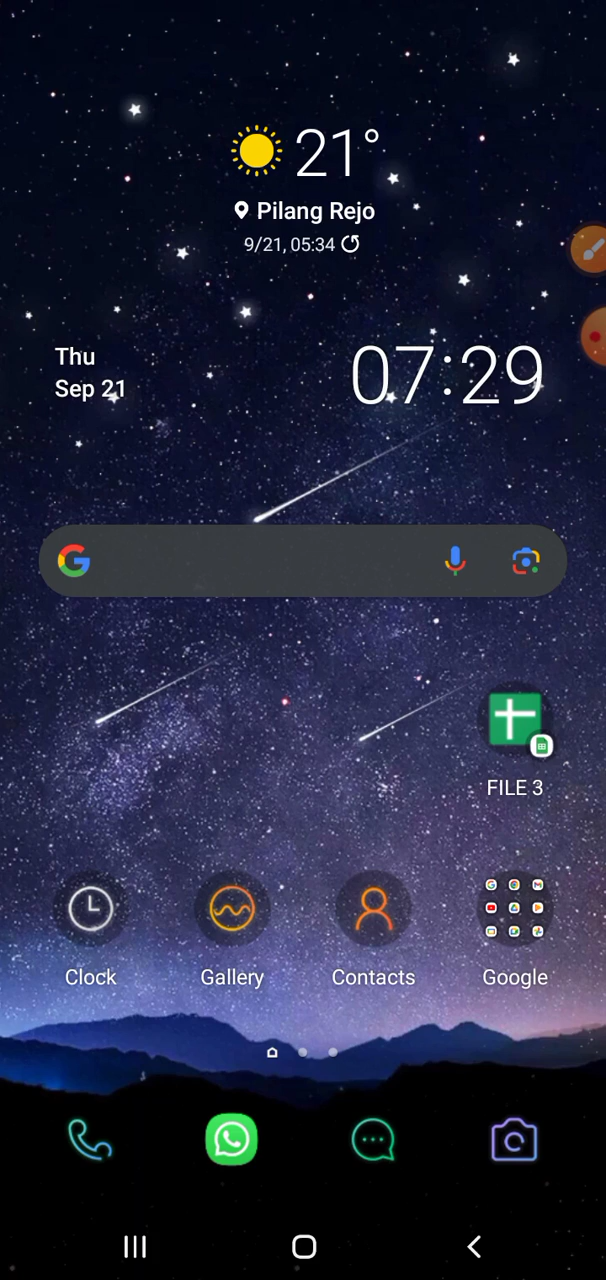 21°
Pilang Rejo
9/21, 05:34
Thu
Sep 21
07:29
FILE 3
Clock
Gallery
Contacts
Google